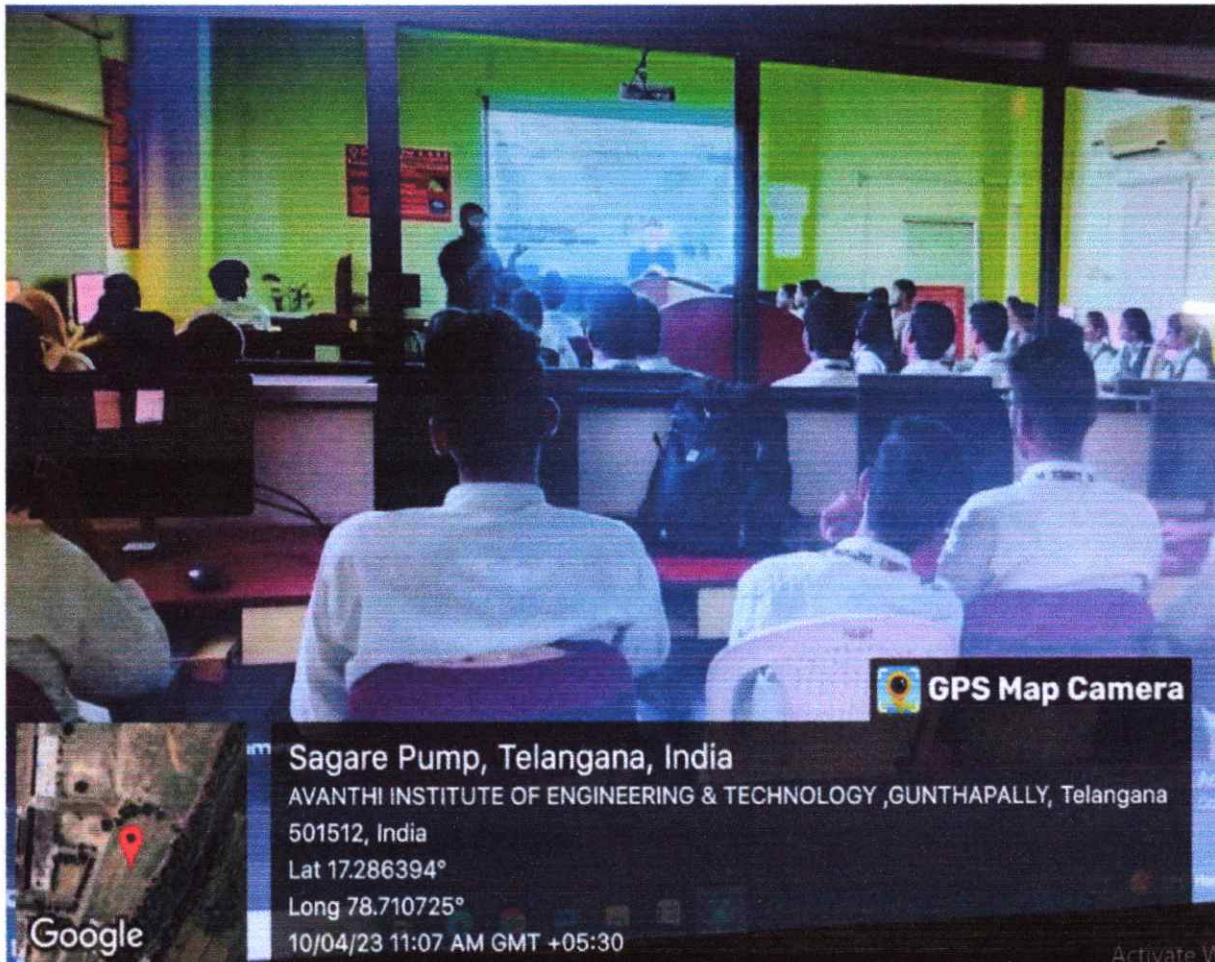 GPS Map Camera
Sagare Pump, Telangana, India
AVANTHI INSTITUTE OF ENGINEERING & TECHNOLOGY ,GUNTHAPALLY, Telangana
501512, India
Lat 17.286394°
Long 78.710725°
10/04/23 11:07 AM GMT +05:30
Google
Activate W